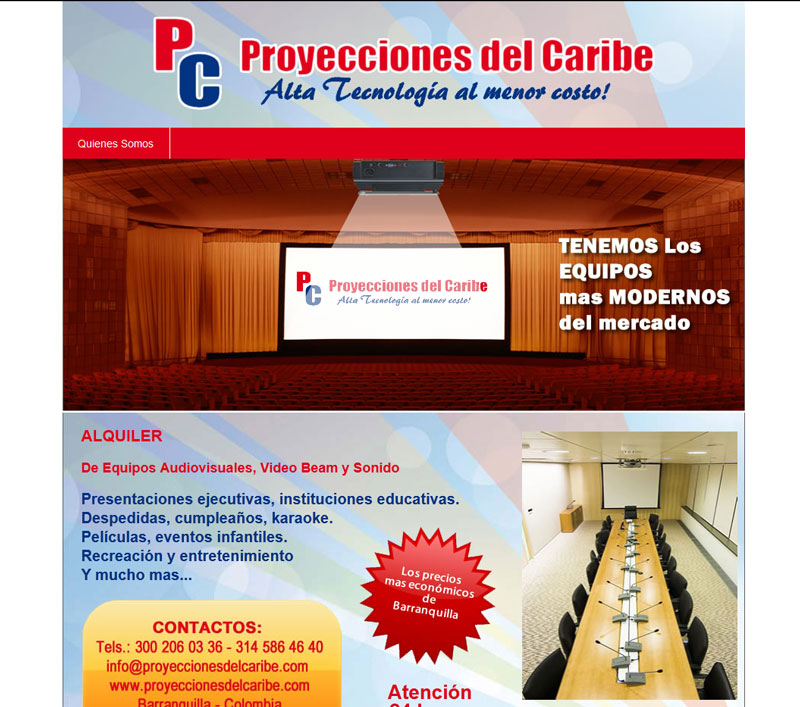 PC Proyecciones del Caribe
Alta Tecnología al menor costo!
Quienes Somos
PC Proyecciones del Caribe
Alta Tecnología al menor costo!
TENEMOS Los
EQUIPOS
mas MODERNOS
del mercado
ALQUILER
De Equipos Audiovisuales, Video Beam y Sonido
Presentaciones ejecutivas, instituciones educativas.
Despedidas, cumpleaños, karaoke.
Películas, eventos infantiles.
Recreación y entretenimiento
Y mucho mas...
Los precios
mas económicos
de
Barranquilla
CONTACTOS:
Tels.: 300 206 03 36 - 314 586 46 40
info@proyeccionesdelcaribe.com
www.proyeccionesdelcaribe.com
Barranquilla - Colombia
Atención